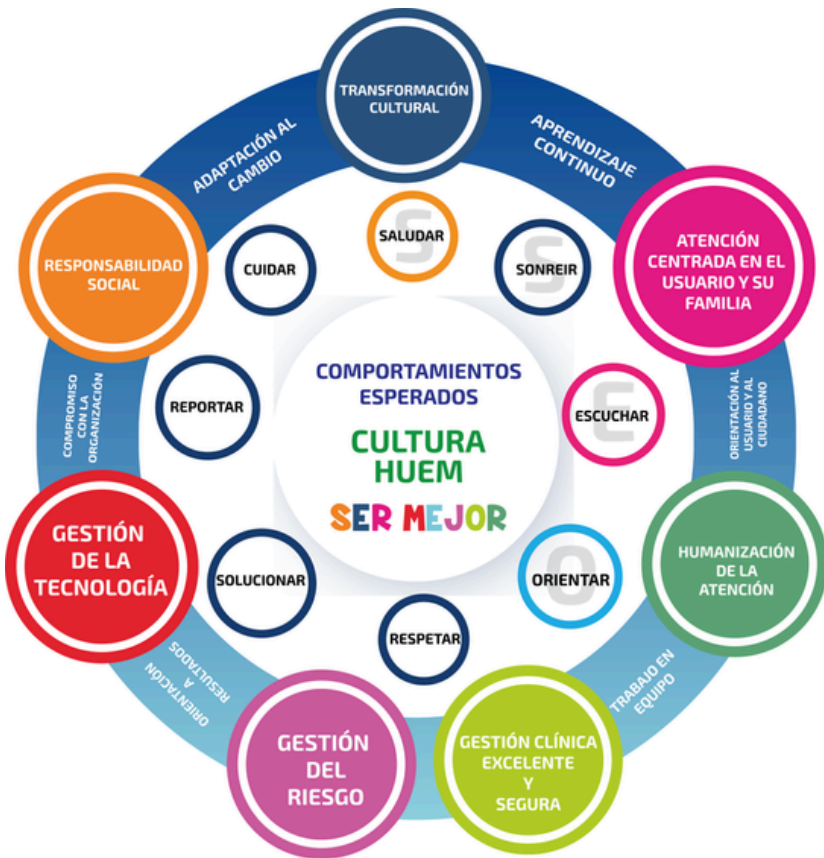 TRANSFORMACIÓN
CULTURAL
APRENDIZAJE
CONTINUO
ATENCIÓN
CENTRADA EN EL
USUARIO Y SU
FAMILIA
ORIENTACIÓN AL
USUARIO Y AL
CIUDADANO
HUMANIZACIÓN
DE LA
ATENCIÓN
TRABAJO EN
EQUIPO
GESTIÓN CLÍNICA
EXCELENTE
Y
SEGURA
GESTIÓN
DEL
RIESGO
ORIENTACIÓN
A
RESULTADOS
GESTIÓN
DE LA
TECNOLOGÍA
COMPROMISO
CON LA
ORGANIZACIÓN
RESPONSABILIDAD
SOCIAL
ADAPTACIÓN AL
CAMBIO
S
SALUDAR
S
SONREIR
E
ESCUCHAR
O
ORIENTAR
RESPETAR
SOLUCIONAR
REPORTAR
CUIDAR
COMPORTAMIENTOS
ESPERADOS
CULTURA
HUEM
SER MEJOR